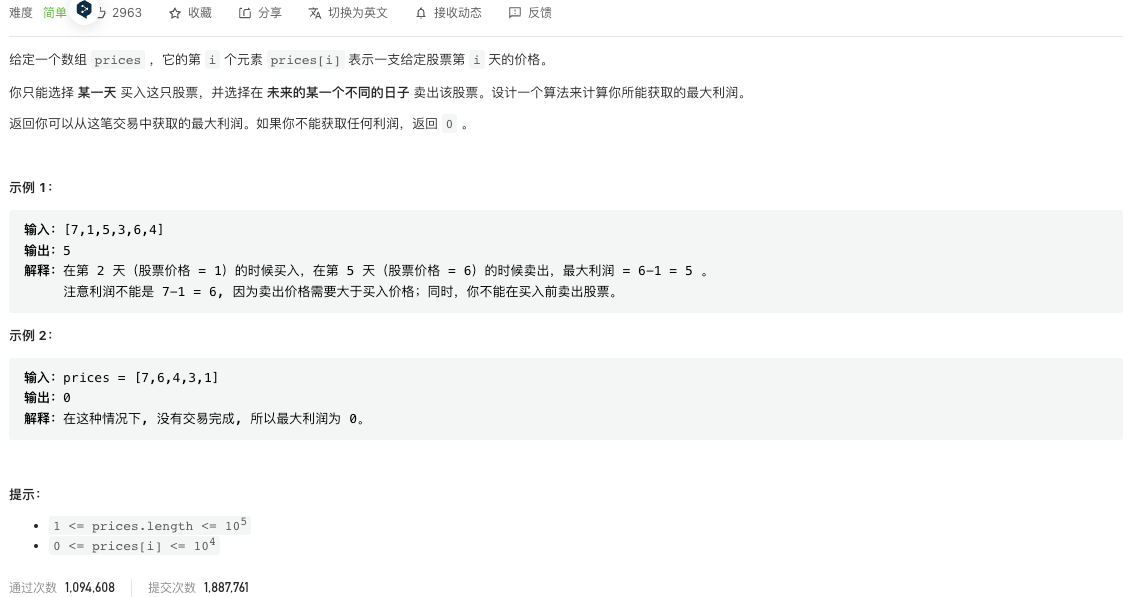 难度 简单 2963 收藏 分享 切换为英文 接收动态 反馈
给定一个数组 prices ，它的第 i 个元素 prices[i] 表示一支给定股票第 i 天的价格。
你只能选择 某一天 买入这只股票，并选择在 未来的某一个不同的日子 卖出该股票。设计一个算法来计算你所能获取的最大利润。
返回你可以从这笔交易中获取的最大利润。如果你不能获取任何利润，返回 0 。
示例 1：
输入：[7,1,5,3,6,4]
输出：5
解释：在第 2 天（股票价格 = 1）的时候买入，在第 5 天（股票价格 = 6）的时候卖出，最大利润 = 6-1 = 5 。
注意利润不能是 7-1 = 6, 因为卖出价格需要大于买入价格；同时，你不能在买入前卖出股票。
示例 2：
输入：prices = [7,6,4,3,1]
输出：0
解释：在这种情况下, 没有交易完成, 所以最大利润为 0。
提示：
• 1 <= prices.length <= 10⁵
• 0 <= prices[i] <= 10⁴
通过次数 1,094,608 提交次数 1,887,761